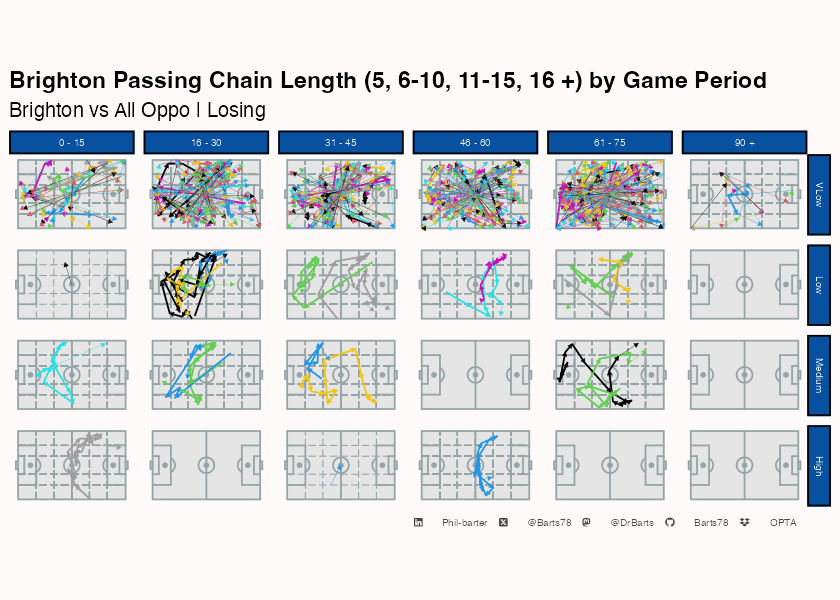 Brighton Passing Chain Length (5, 6-10, 11-15, 16 +) by Game Period
Brighton vs All Oppo | Losing
0 - 15
16 - 30
31 - 45
46 - 60
61 - 75
90 +
VLow
Low
Medium
High
Phil-barter @Barts78 @DrBarts Barts78 OPTA